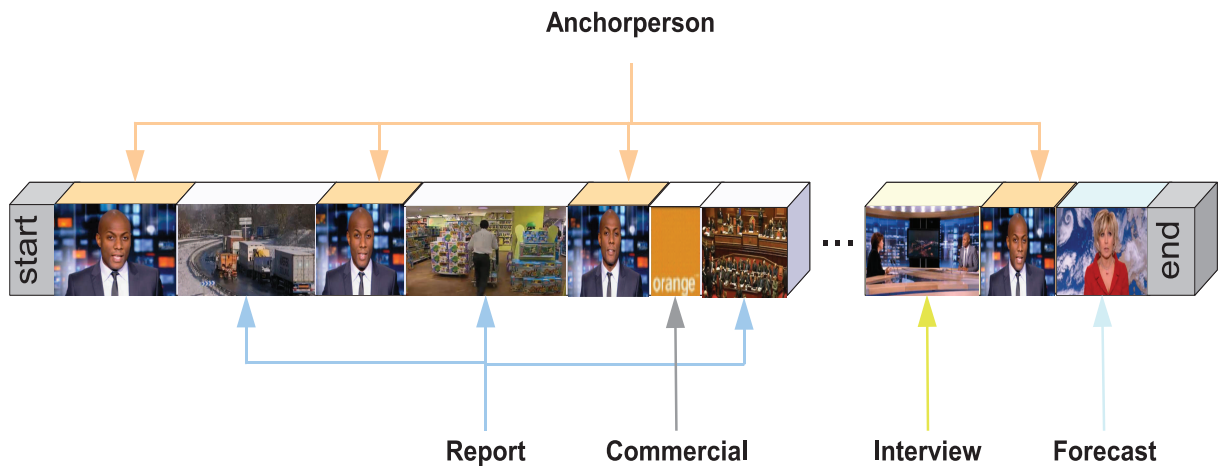 Anchorperson
start
orange
...
end
Report
Commercial
Interview
Forecast